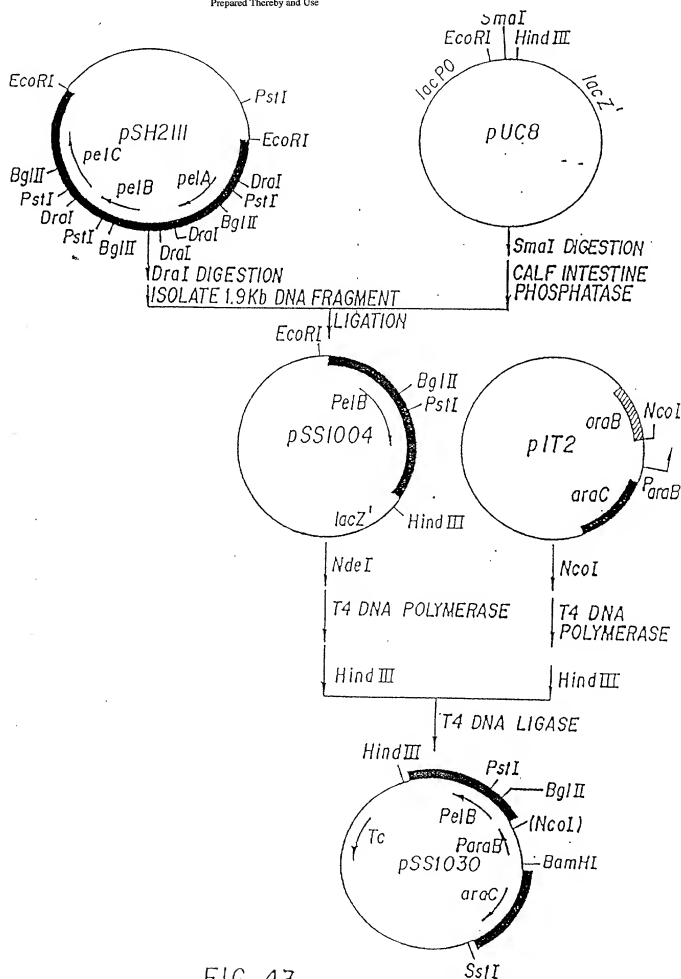 Prepared Thereby and Use
SmaI
EcoRI
HindIII
lacPO
lacZ'
pUC8
EcoRI
PstI
pSH2111
EcoRI
pelC
pelB
pelA
BglII
PstI
DraI
PstI
BglII
DraI
DraI
BglII
PstI
DraI
DraI DIGESTION
ISOLATE 1.9Kb DNA FRAGMENT
SmaI DIGESTION
CALF INTESTINE
PHOSPHATASE
LIGATION
EcoRI
BglII
PstI
PelB
pSS1004
lacZ'
HindIII
araB
NcoI
pIT2
ParaB
araC
NdeI
T4 DNA POLYMERASE
HindIII
NcoI
T4 DNA
POLYMERASE
HindIII
T4 DNA LIGASE
HindIII
PstI
BglII
PelB
(NcoI)
Tc
ParaB
BamHI
pSS1030
araC
SstI